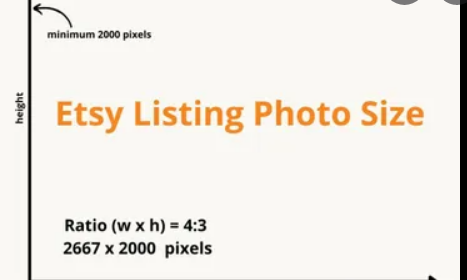 minimum 2000 pixels
height
Etsy Listing Photo Size
Ratio (w x h) = 4:3
2667 x 2000 pixels